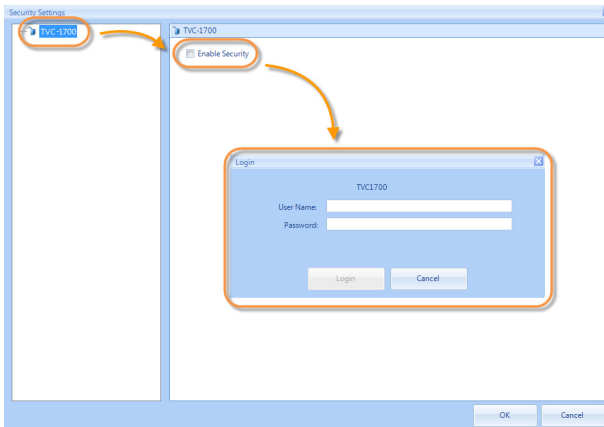 Security Settings
TVC-1700
TVC-1700
Enable Security
Login
TVC1700
User Name:
Password:
Login
Cancel
OK
Cancel